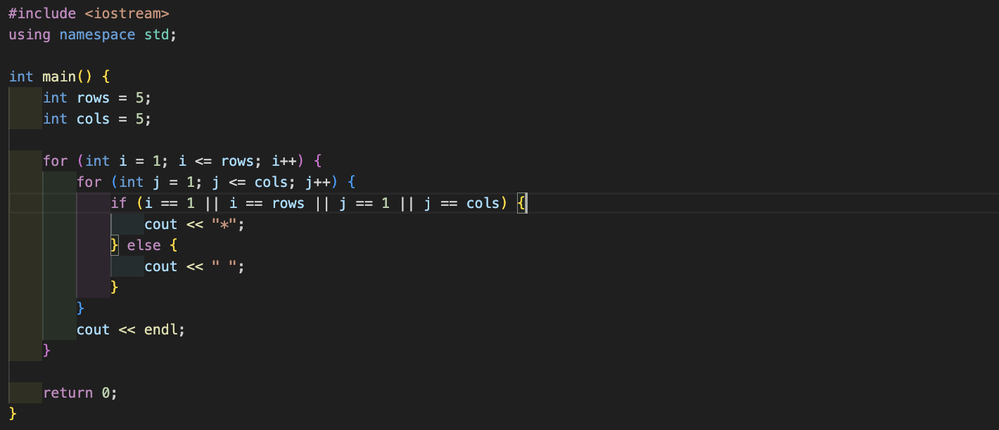 #include <iostream>
using namespace std;

int main() {
    int rows = 5;
    int cols = 5;

    for (int i = 1; i <= rows; i++) {
        for (int j = 1; j <= cols; j++) {
            if (i == 1 || i == rows || j == 1 || j == cols) {
                cout << "*";
            } else {
                cout << " ";
            }
        }
        cout << endl;
    }

    return 0;
}